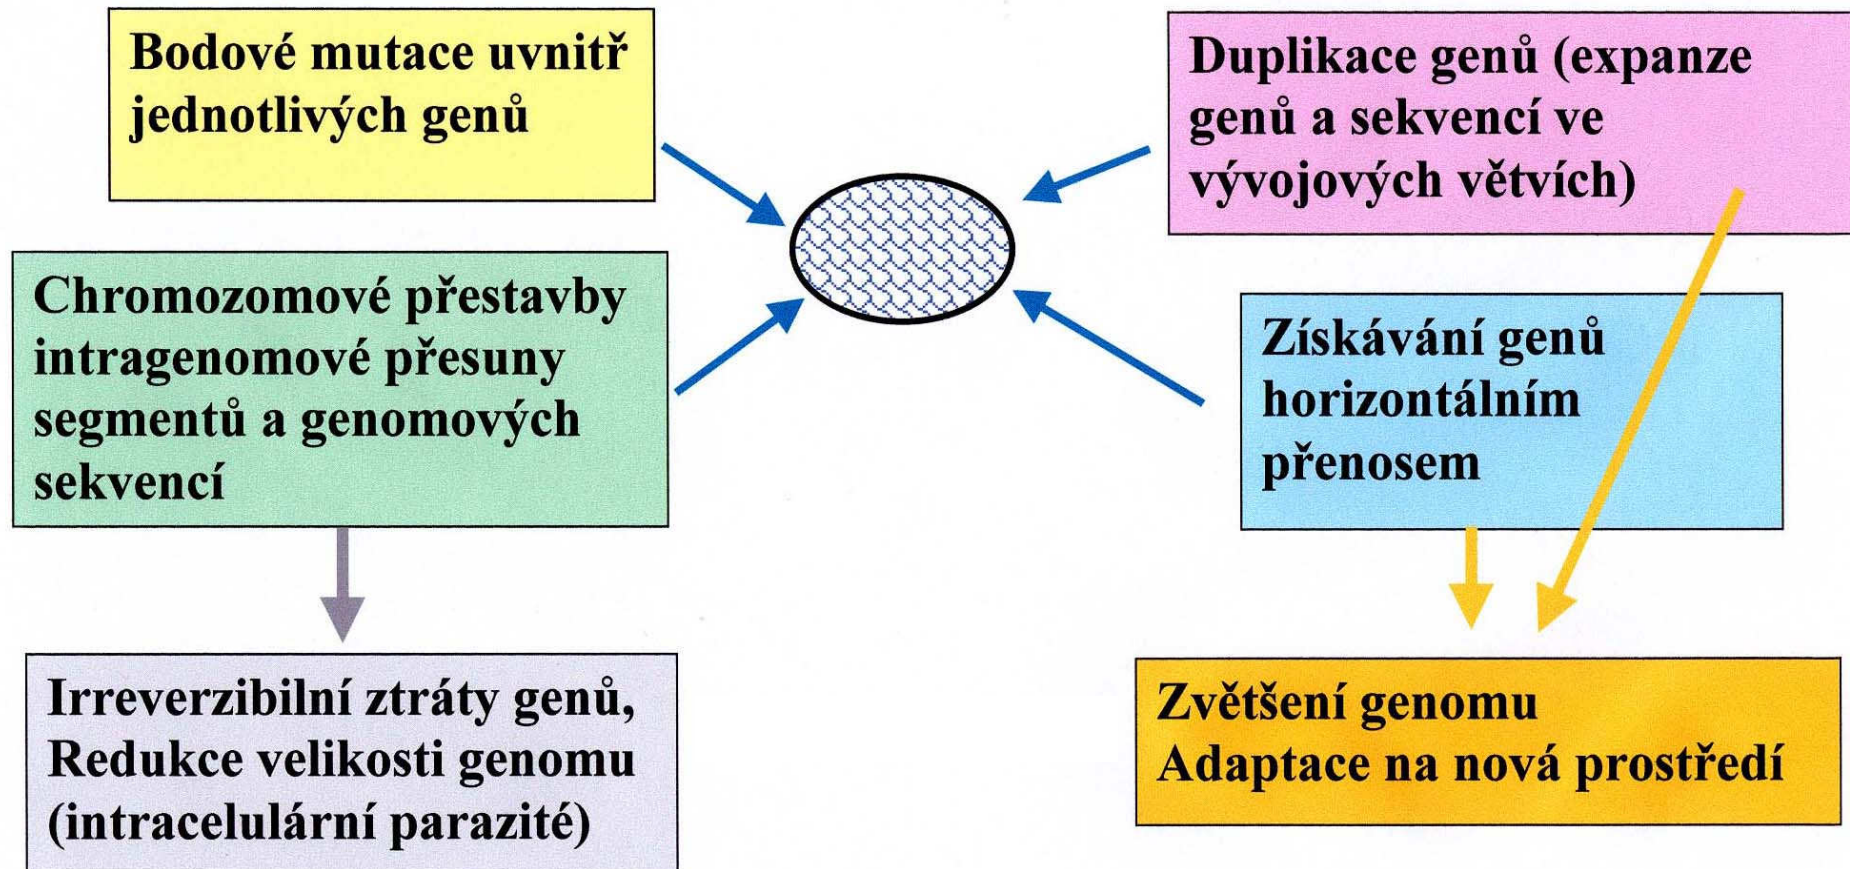 Bodové mutace uvnitř
jednotlivých genů
Duplikace genů (expanze
genů a sekvencí ve
vývojových větvích)
Chromozomové přestavby
intragenomové přesuny
segmentů a genomových
sekvencí
Získávání genů
horizontálním
přenosem
Irreverzibilní ztráty genů,
Redukce velikosti genomu
(intracelulární parazité)
Zvětšení genomu
Adaptace na nová prostředí